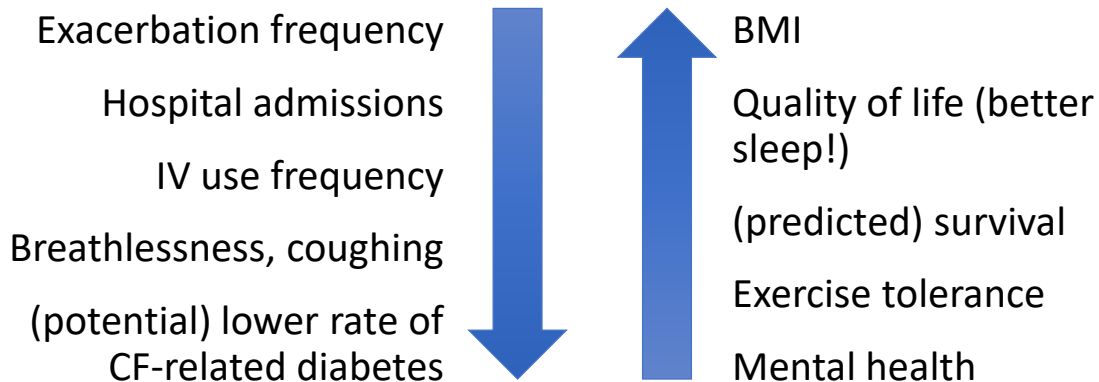 Exacerbation frequency
Hospital admissions
IV use frequency
Breathlessness, coughing
(potential) lower rate of
CF-related diabetes
BMI
Quality of life (better
sleep!)
(predicted) survival
Exercise tolerance
Mental health